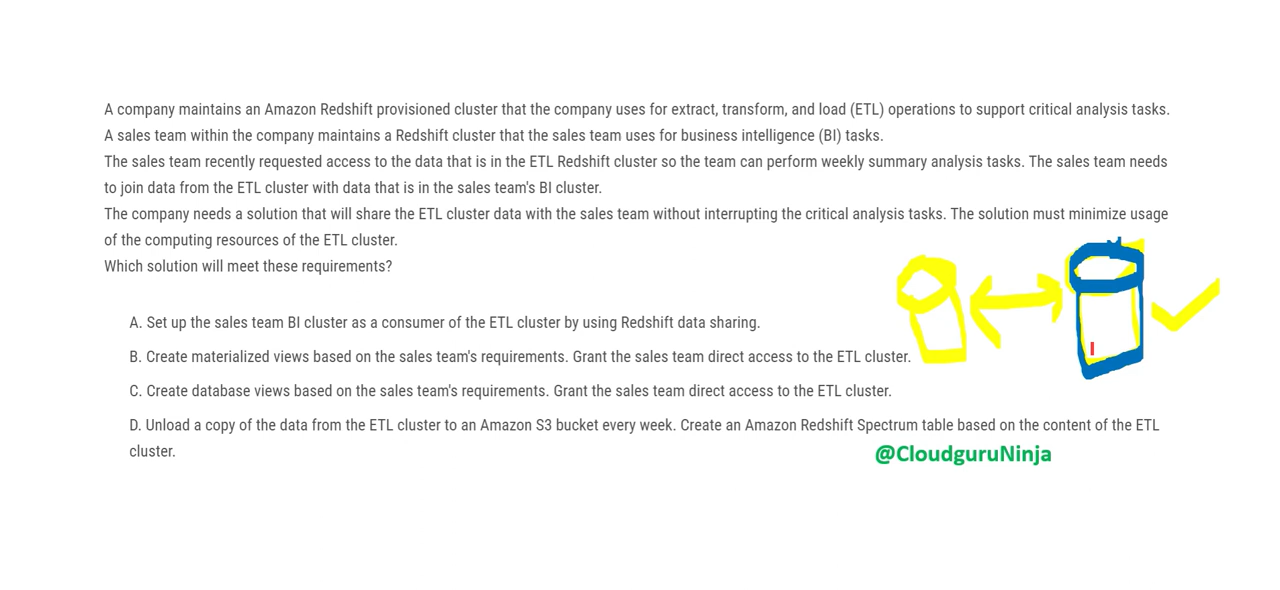 A company maintains an Amazon Redshift provisioned cluster that the company uses for extract, transform, and load (ETL) operations to support critical analysis tasks.
A sales team within the company maintains a Redshift cluster that the sales team uses for business intelligence (BI) tasks.
The sales team recently requested access to the data that is in the ETL Redshift cluster so the team can perform weekly summary analysis tasks. The sales team needs
to join data from the ETL cluster with data that is in the sales team's BI cluster.
The company needs a solution that will share the ETL cluster data with the sales team without interrupting the critical analysis tasks. The solution must minimize usage
of the computing resources of the ETL cluster.
Which solution will meet these requirements?
A. Set up the sales team BI cluster as a consumer of the ETL cluster by using Redshift data sharing.
B. Create materialized views based on the sales team's requirements. Grant the sales team direct access to the ETL cluster.
C. Create database views based on the sales team's requirements. Grant the sales team direct access to the ETL cluster.
D. Unload a copy of the data from the ETL cluster to an Amazon S3 bucket every week. Create an Amazon Redshift Spectrum table based on the content of the ETL
cluster.
@CloudguruNinja